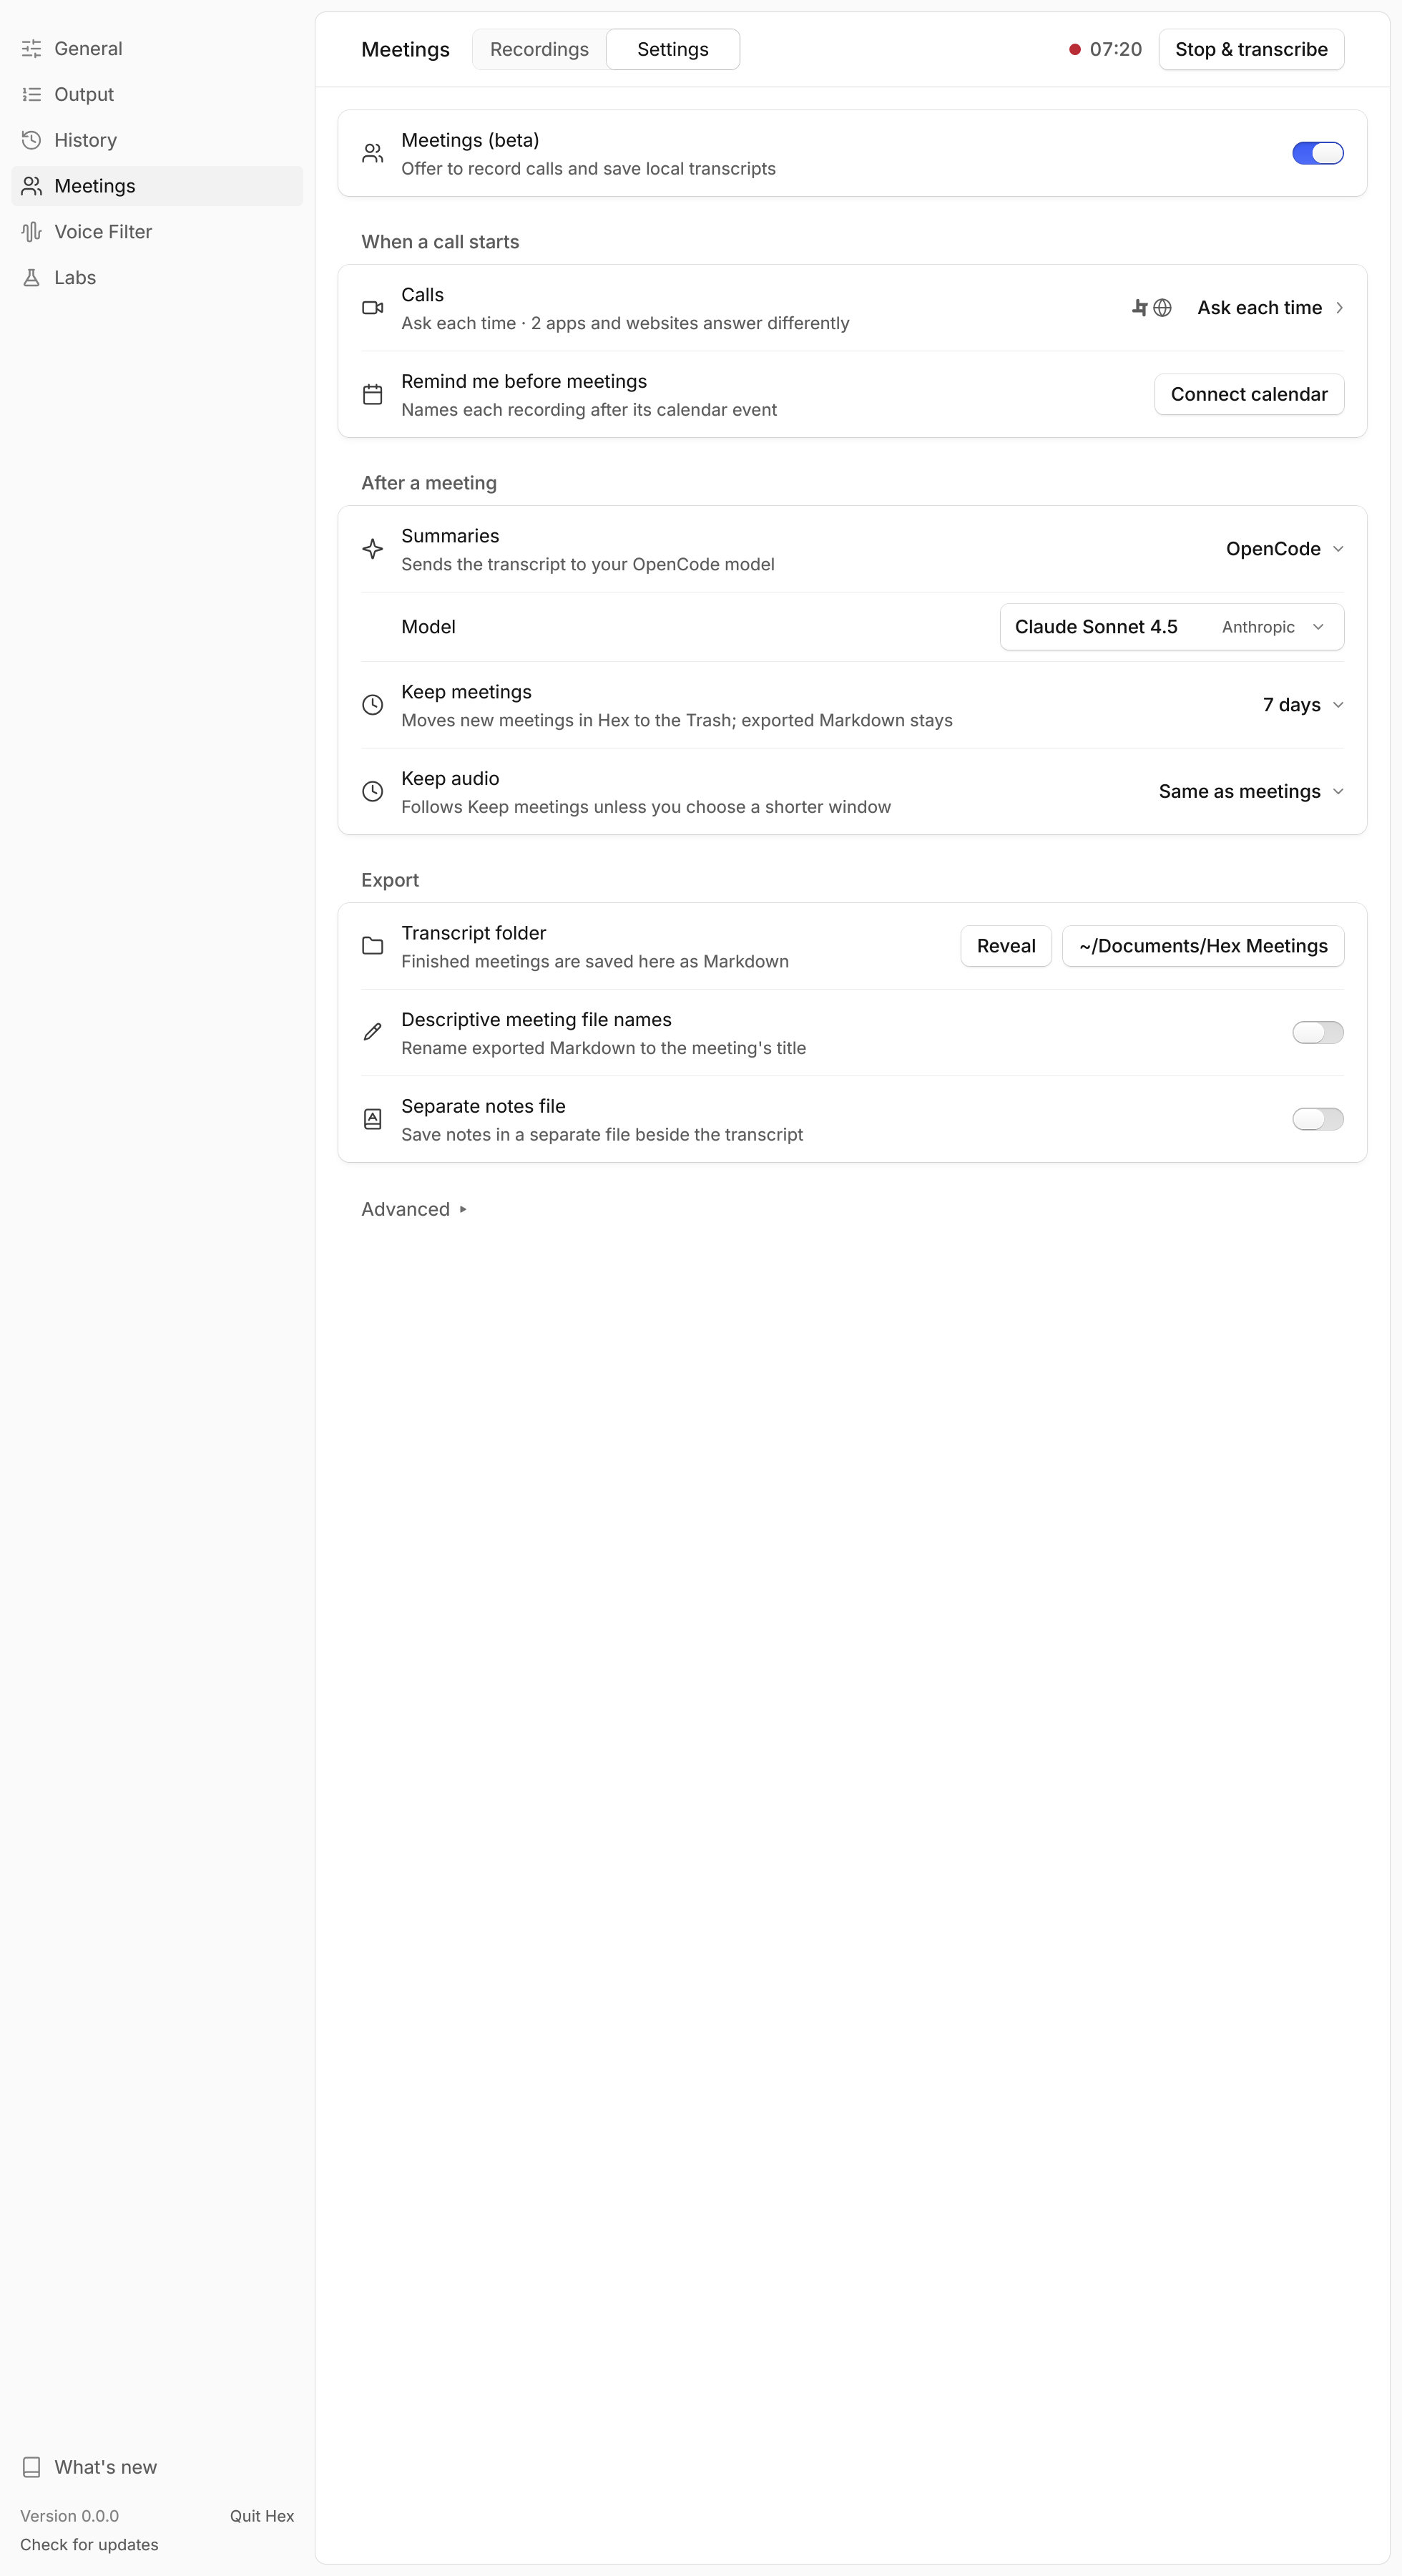 General
Output
History
Meetings
Voice Filter
Labs
Meetings
Recordings
Settings
07:20
Stop & transcribe
Meetings (beta)
Offer to record calls and save local transcripts
When a call starts
Calls
Ask each time · 2 apps and websites answer differently
Ask each time
Remind me before meetings
Names each recording after its calendar event
Connect calendar
After a meeting
Summaries
Sends the transcript to your OpenCode model
OpenCode
Model
Claude Sonnet 4.5
Anthropic
Keep meetings
Moves new meetings in Hex to the Trash; exported Markdown stays
7 days
Keep audio
Follows Keep meetings unless you choose a shorter window
Same as meetings
Export
Transcript folder
Finished meetings are saved here as Markdown
Reveal
~/Documents/Hex Meetings
Descriptive meeting file names
Rename exported Markdown to the meeting's title
Separate notes file
Save notes in a separate file beside the transcript
Advanced
What's new
Version 0.0.0
Quit Hex
Check for updates